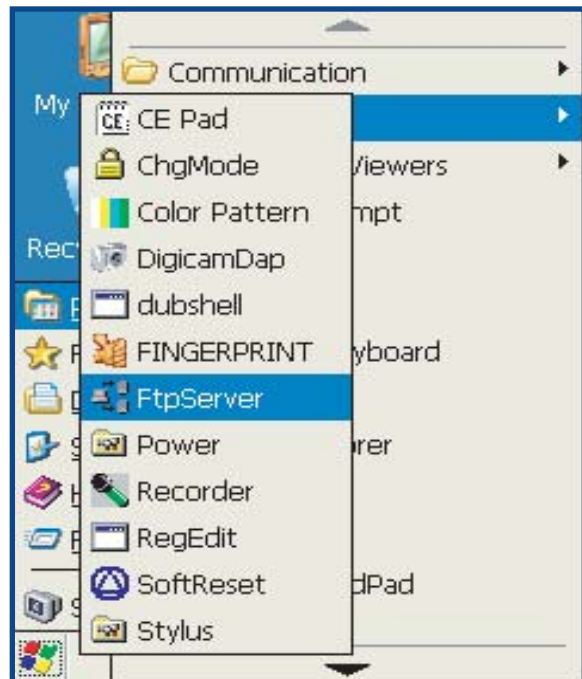 Communication
My
CE Pad
ChgMode
Viewers
Color Pattern
mpt
Rec
DigicamDap
dubshell
FINGERPRINT
yboard
FtpServer
Power
rer
Recorder
RegEdit
SoftReset
dPad
Stylus